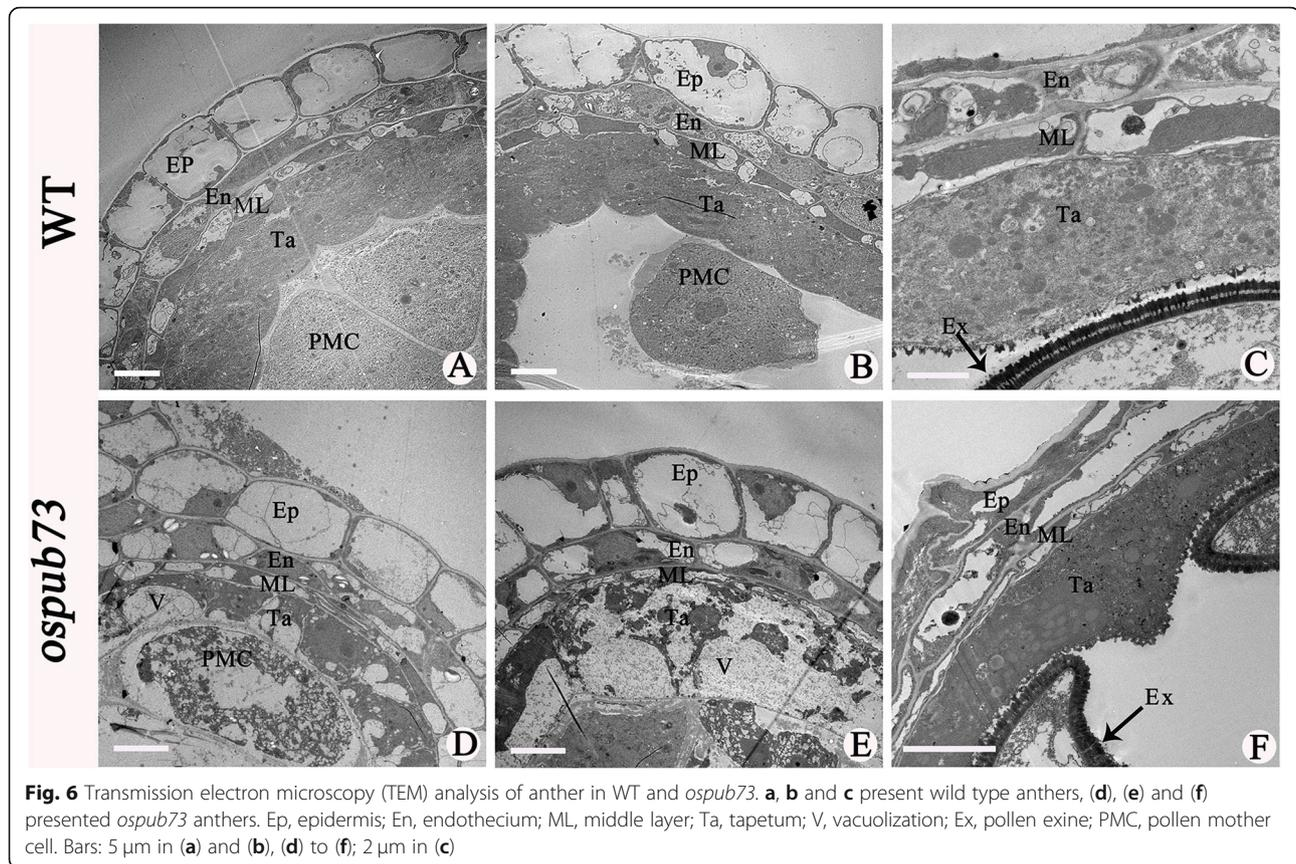 WT
EP
En
ML
Ta
PMC
A
Ep
En
ML
Ta
PMC
B
En
ML
Ta
Ex
C
ospub73
Ep
En
ML
V
Ta
PMC
D
Ep
En
ML
Ta
V
E
Ep
En
ML
Ta
Ex
F
Fig. 6 Transmission electron microscopy (TEM) analysis of anther in WT and ospub73. a, b and c present wild type anthers, (d), (e) and (f)
presented ospub73 anthers. Ep, epidermis; En, endothecium; ML, middle layer; Ta, tapetum; V, vacuolization; Ex, pollen exine; PMC, pollen mother
cell. Bars: 5 μm in (a) and (b), (d) to (f); 2 μm in (c)